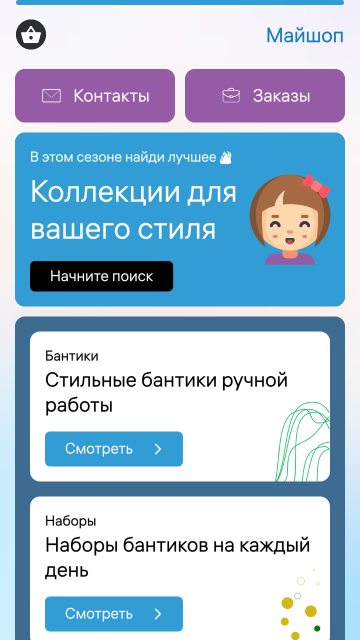 Майшоп
Контакты
Заказы
В этом сезоне найди лучшее
Коллекции для
вашего стиля
Начните поиск
Бантики
Стильные бантики ручной
работы
Смотреть
Наборы
Наборы бантиков на каждый
день
Смотреть